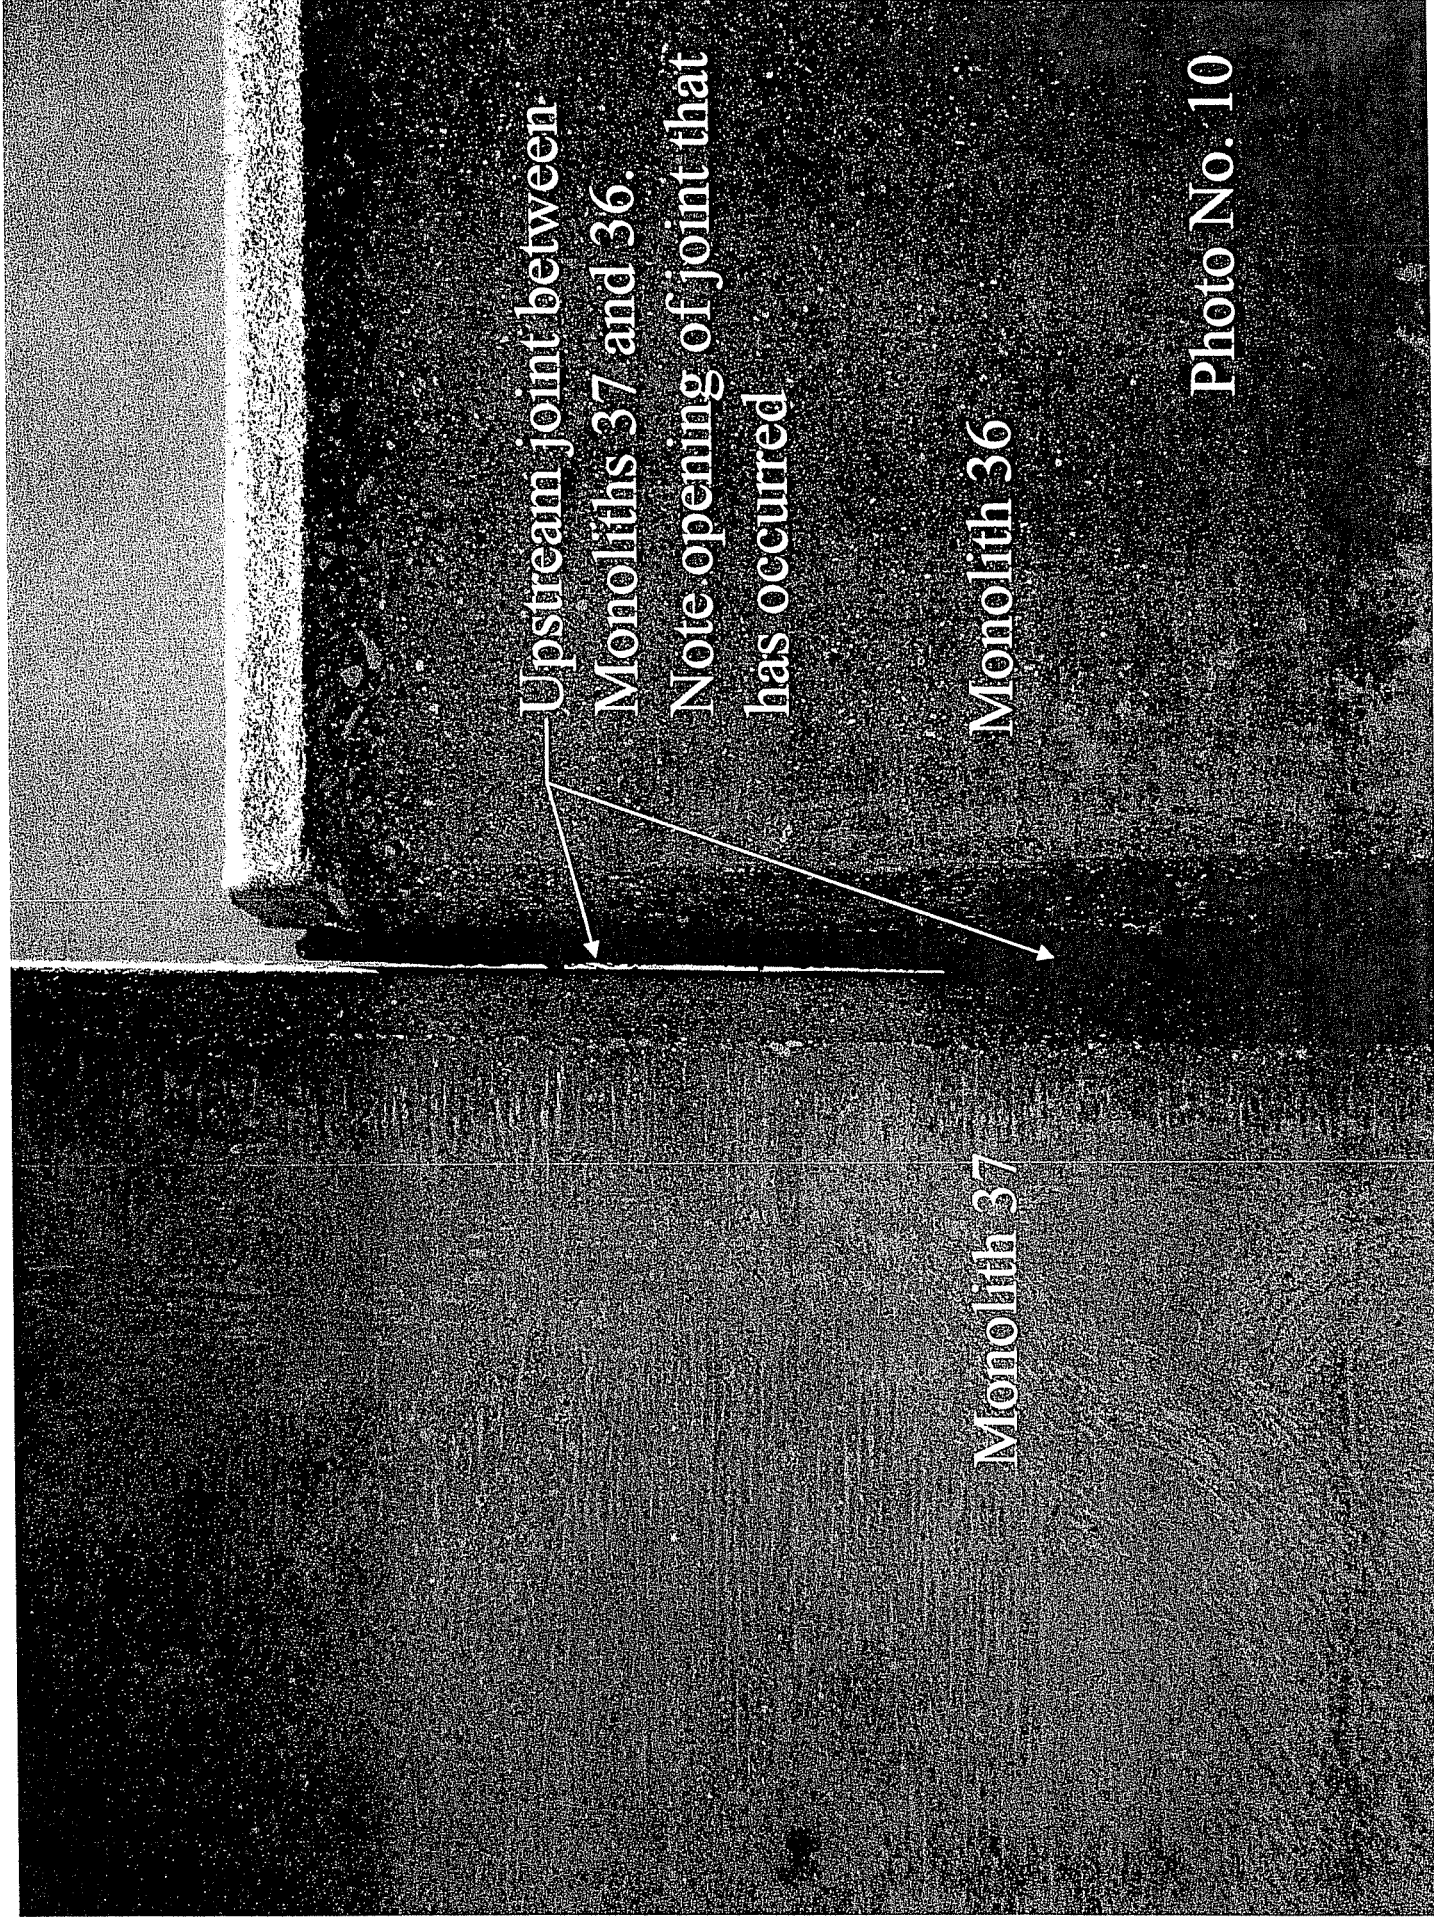 Upstream joint between
Monoliths 37 and 36.
Note opening of joint that
has occurred
Monolith 37
Monolith 36
Photo No. 10